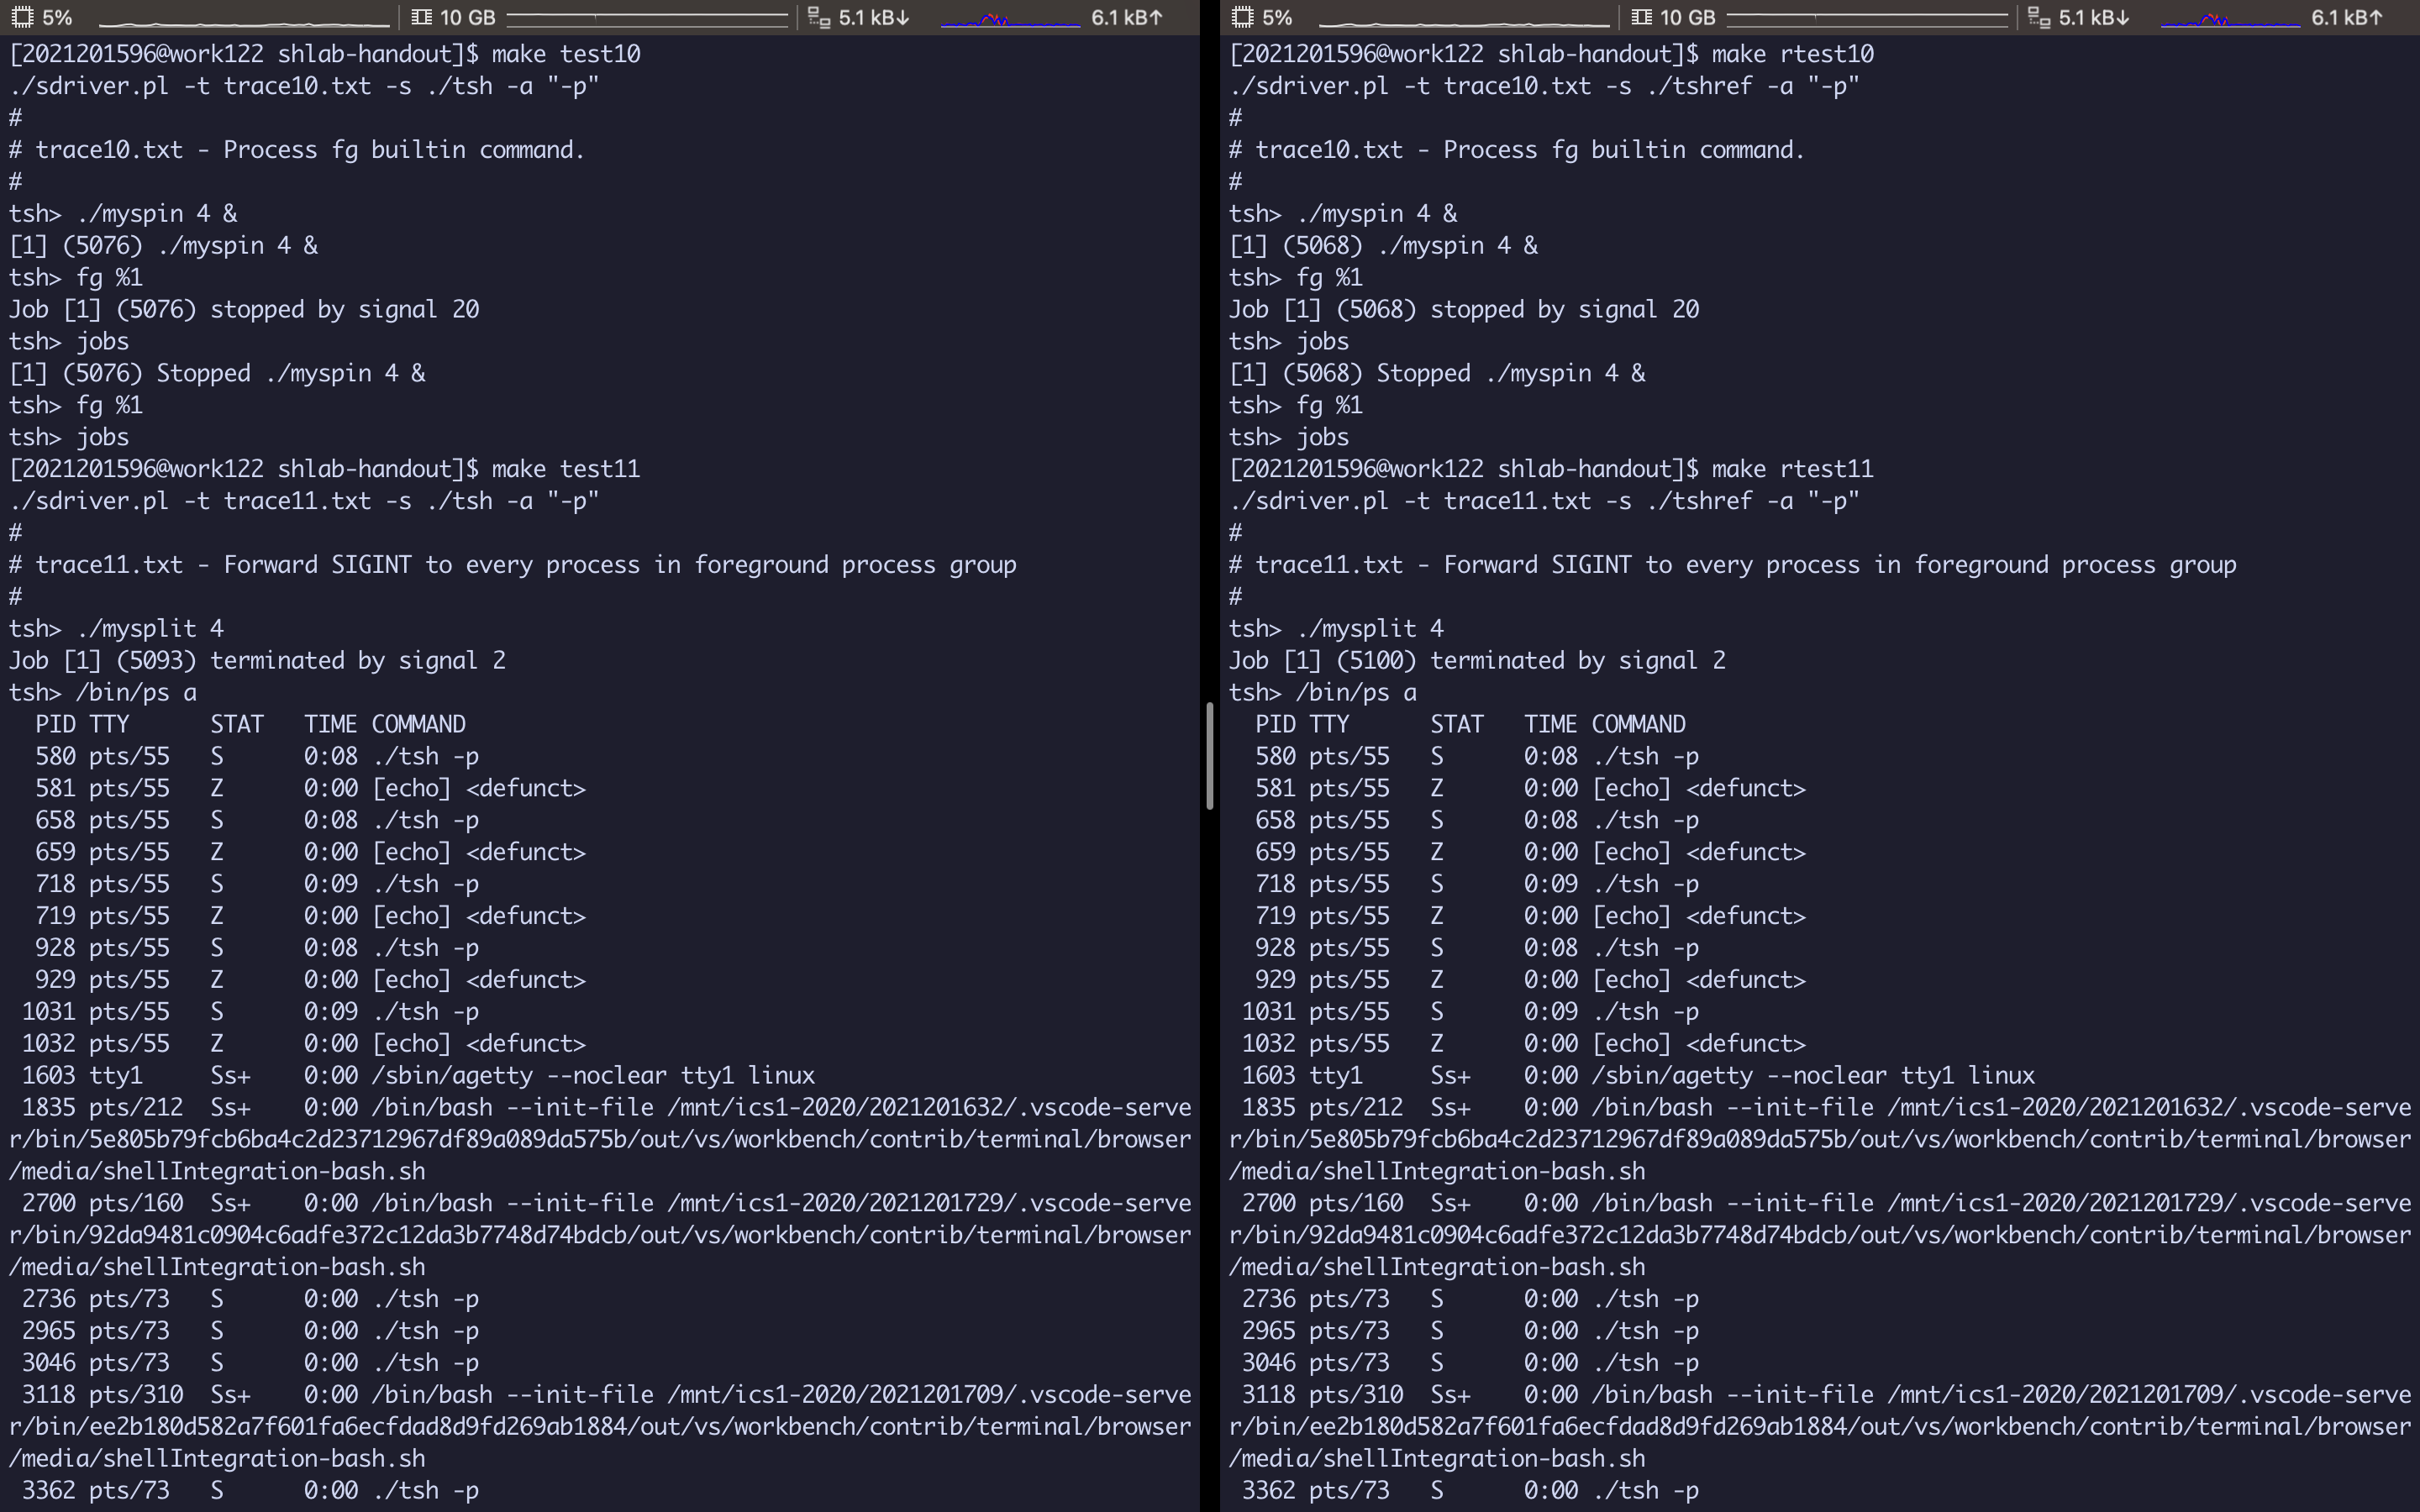 5% 10 GB 5.1 kB↓ 6.1 kB↑
[2021201596@work122 shlab-handout]$ make test10
./sdriver.pl -t trace10.txt -s ./tsh -a "-p"
#
# trace10.txt - Process fg builtin command.
#
tsh> ./myspin 4 &
[1] (5076) ./myspin 4 &
tsh> fg %1
Job [1] (5076) stopped by signal 20
tsh> jobs
[1] (5076) Stopped ./myspin 4 &
tsh> fg %1
tsh> jobs
[2021201596@work122 shlab-handout]$ make test11
./sdriver.pl -t trace11.txt -s ./tsh -a "-p"
#
# trace11.txt - Forward SIGINT to every process in foreground process group
#
tsh> ./mysplit 4
Job [1] (5093) terminated by signal 2
tsh> /bin/ps a
  PID TTY      STAT   TIME COMMAND
  580 pts/55   S      0:08 ./tsh -p
  581 pts/55   Z      0:00 [echo] <defunct>
  658 pts/55   S      0:08 ./tsh -p
  659 pts/55   Z      0:00 [echo] <defunct>
  718 pts/55   S      0:09 ./tsh -p
  719 pts/55   Z      0:00 [echo] <defunct>
  928 pts/55   S      0:08 ./tsh -p
  929 pts/55   Z      0:00 [echo] <defunct>
 1031 pts/55   S      0:09 ./tsh -p
 1032 pts/55   Z      0:00 [echo] <defunct>
 1603 tty1     Ss+    0:00 /sbin/agetty --noclear tty1 linux
 1835 pts/212  Ss+    0:00 /bin/bash --init-file /mnt/ics1-2020/2021201632/.vscode-serve
r/bin/5e805b79fcb6ba4c2d23712967df89a089da575b/out/vs/workbench/contrib/terminal/browser
/media/shellIntegration-bash.sh
 2700 pts/160  Ss+    0:00 /bin/bash --init-file /mnt/ics1-2020/2021201729/.vscode-serve
r/bin/92da9481c0904c6adfe372c12da3b7748d74bdcb/out/vs/workbench/contrib/terminal/browser
/media/shellIntegration-bash.sh
 2736 pts/73   S      0:00 ./tsh -p
 2965 pts/73   S      0:00 ./tsh -p
 3046 pts/73   S      0:00 ./tsh -p
 3118 pts/310  Ss+    0:00 /bin/bash --init-file /mnt/ics1-2020/2021201709/.vscode-serve
r/bin/ee2b180d582a7f601fa6ecfdad8d9fd269ab1884/out/vs/workbench/contrib/terminal/browser
/media/shellIntegration-bash.sh
 3362 pts/73   S      0:00 ./tsh -p
5% 10 GB 5.1 kB↓ 6.1 kB↑
[2021201596@work122 shlab-handout]$ make rtest10
./sdriver.pl -t trace10.txt -s ./tshref -a "-p"
#
# trace10.txt - Process fg builtin command.
#
tsh> ./myspin 4 &
[1] (5068) ./myspin 4 &
tsh> fg %1
Job [1] (5068) stopped by signal 20
tsh> jobs
[1] (5068) Stopped ./myspin 4 &
tsh> fg %1
tsh> jobs
[2021201596@work122 shlab-handout]$ make rtest11
./sdriver.pl -t trace11.txt -s ./tshref -a "-p"
#
# trace11.txt - Forward SIGINT to every process in foreground process group
#
tsh> ./mysplit 4
Job [1] (5100) terminated by signal 2
tsh> /bin/ps a
  PID TTY      STAT   TIME COMMAND
  580 pts/55   S      0:08 ./tsh -p
  581 pts/55   Z      0:00 [echo] <defunct>
  658 pts/55   S      0:08 ./tsh -p
  659 pts/55   Z      0:00 [echo] <defunct>
  718 pts/55   S      0:09 ./tsh -p
  719 pts/55   Z      0:00 [echo] <defunct>
  928 pts/55   S      0:08 ./tsh -p
  929 pts/55   Z      0:00 [echo] <defunct>
 1031 pts/55   S      0:09 ./tsh -p
 1032 pts/55   Z      0:00 [echo] <defunct>
 1603 tty1     Ss+    0:00 /sbin/agetty --noclear tty1 linux
 1835 pts/212  Ss+    0:00 /bin/bash --init-file /mnt/ics1-2020/2021201632/.vscode-serve
r/bin/5e805b79fcb6ba4c2d23712967df89a089da575b/out/vs/workbench/contrib/terminal/browser
/media/shellIntegration-bash.sh
 2700 pts/160  Ss+    0:00 /bin/bash --init-file /mnt/ics1-2020/2021201729/.vscode-serve
r/bin/92da9481c0904c6adfe372c12da3b7748d74bdcb/out/vs/workbench/contrib/terminal/browser
/media/shellIntegration-bash.sh
 2736 pts/73   S      0:00 ./tsh -p
 2965 pts/73   S      0:00 ./tsh -p
 3046 pts/73   S      0:00 ./tsh -p
 3118 pts/310  Ss+    0:00 /bin/bash --init-file /mnt/ics1-2020/2021201709/.vscode-serve
r/bin/ee2b180d582a7f601fa6ecfdad8d9fd269ab1884/out/vs/workbench/contrib/terminal/browser
/media/shellIntegration-bash.sh
 3362 pts/73   S      0:00 ./tsh -p